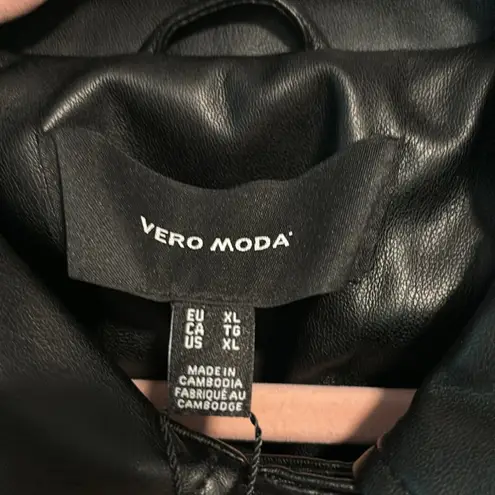 VERO MODA
EU XL
CA TG
US XL
MADE IN
CAMBODIA
FABRIQUÉ AU
CAMBODGE